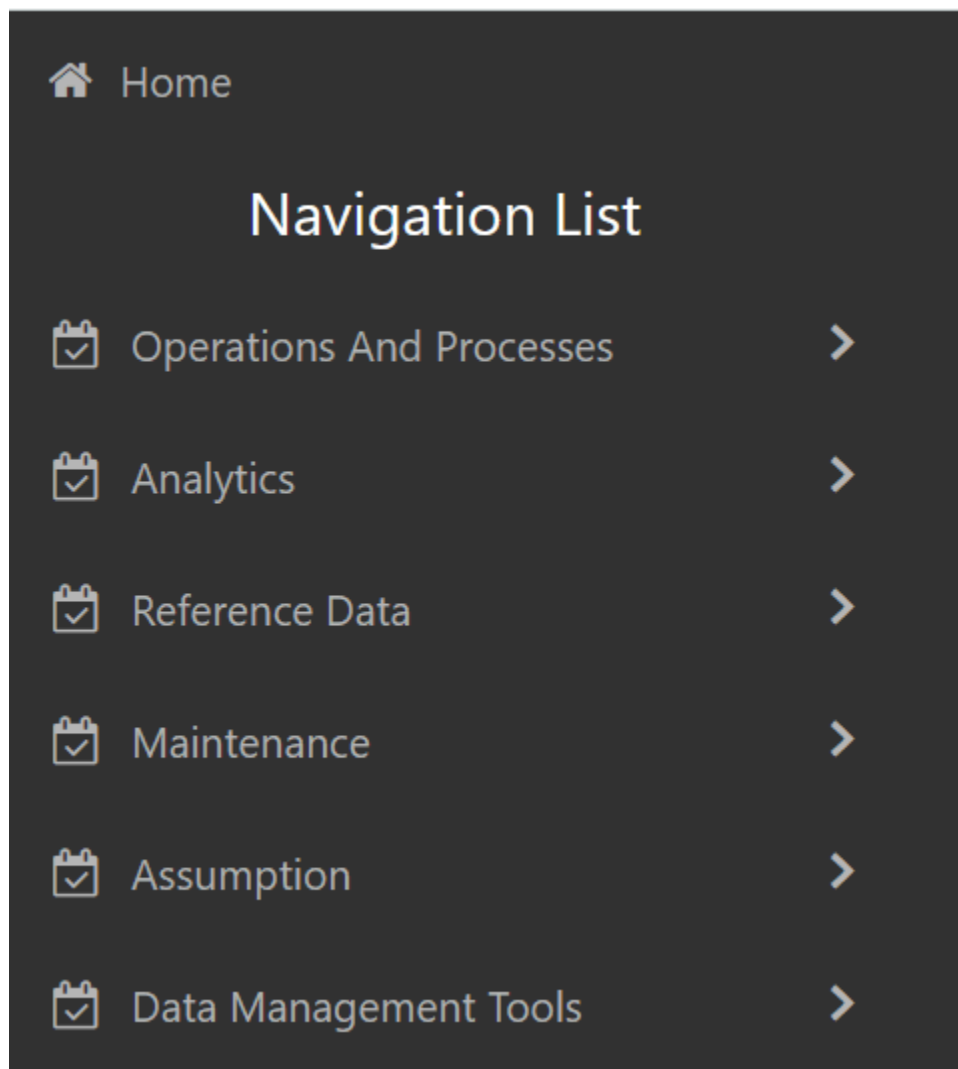 Home
Navigation List
Operations And Processes
Analytics
Reference Data
Maintenance
Assumption
Data Management Tools